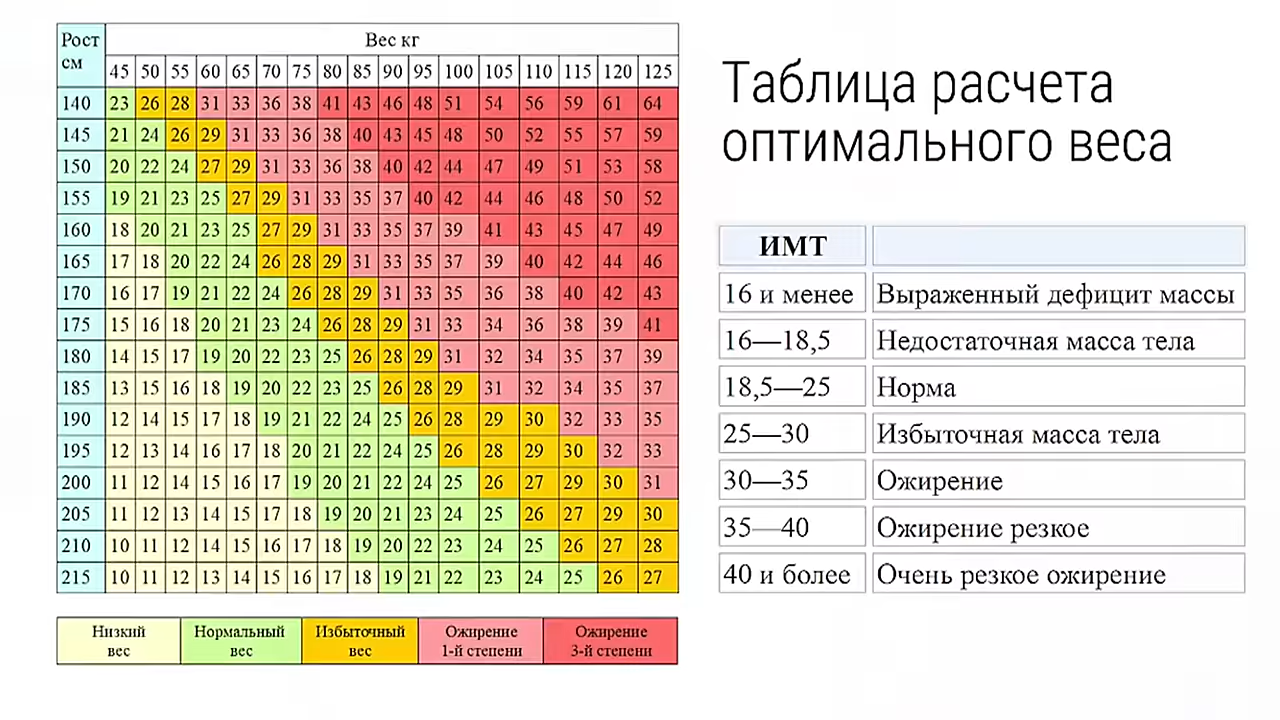 Рост см
Вес кг
45 50 55 60 65 70 75 80 85 90 95 100 105 110 115 120 125
140 23 26 28 31 33 36 38 41 43 46 48 51 54 56 59 61 64
145 21 24 26 29 31 33 36 38 40 43 45 48 50 52 55 57 59
150 20 22 24 27 29 31 33 36 38 40 42 44 47 49 51 53 58
155 19 21 23 25 27 29 31 33 35 37 40 42 44 46 48 50 52
160 18 20 21 23 25 27 29 31 33 35 37 39 41 43 45 47 49
165 17 18 20 22 24 26 28 29 31 33 35 37 39 40 42 44 46
170 16 17 19 21 22 24 26 28 29 31 33 35 36 38 40 42 43
175 15 16 18 20 21 23 24 26 28 29 31 33 34 36 38 39 41
180 14 15 17 19 20 22 23 25 26 28 29 31 32 34 35 37 39
185 13 15 16 18 19 20 22 23 25 26 28 29 31 32 34 35 37
190 12 14 15 17 18 19 21 22 24 25 26 28 29 30 32 33 35
195 12 13 14 16 17 18 20 21 22 24 25 26 28 29 30 32 33
200 11 12 14 15 16 17 19 20 21 22 24 25 26 27 29 30 31
205 11 12 13 14 15 17 18 19 20 21 23 24 25 26 27 29 30
210 10 11 12 14 15 16 17 18 19 20 22 23 24 25 26 27 28
215 10 11 12 13 14 15 16 17 18 19 21 22 23 24 25 26 27
Низкий вес
Нормальный вес
Избыточный вес
Ожирение 1-й степени
Ожирение 3-й степени
Таблица расчета
оптимального веса
ИМТ
16 и менее Выраженный дефицит массы
16—18,5 Недостаточная масса тела
18,5—25 Норма
25—30 Избыточная масса тела
30—35 Ожирение
35—40 Ожирение резкое
40 и более Очень резкое ожирение